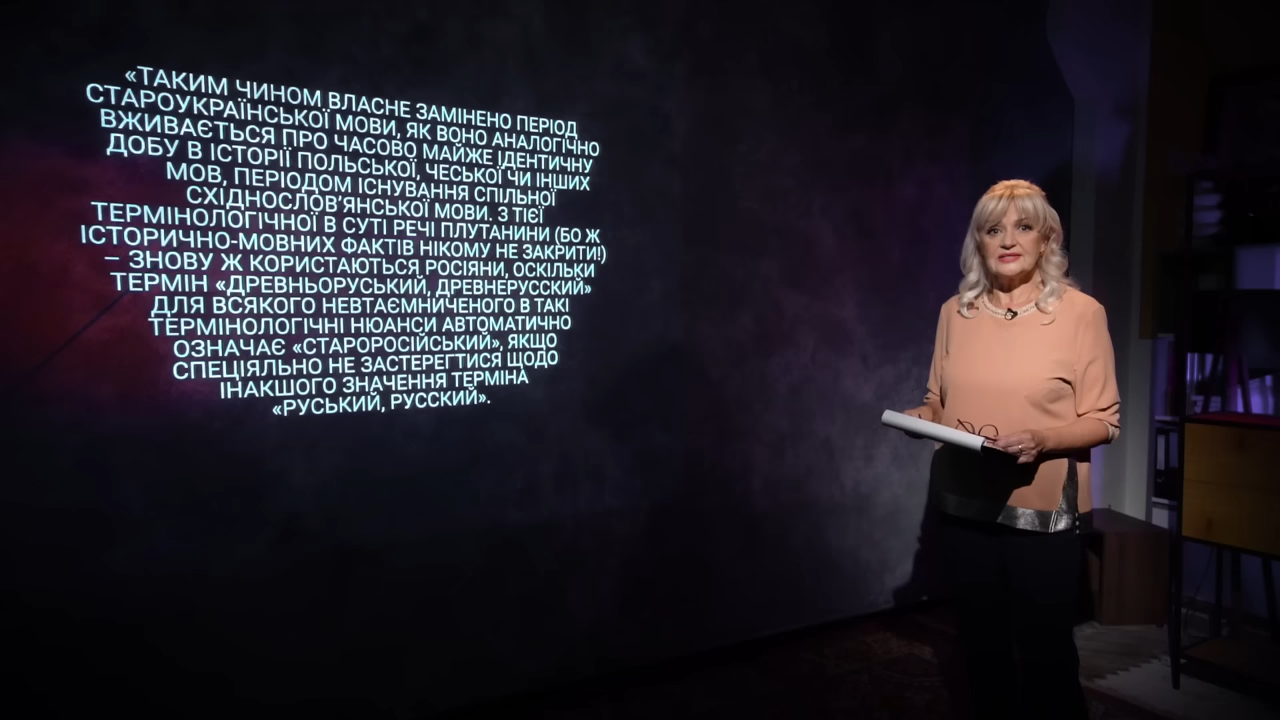 «ТАКИМ ЧИНОМ ВЛАСНЕ ЗАМІНЕНО ПЕРІОД
СТАРОУКРАЇНСЬКОЇ МОВИ, ЯК ВОНО АНАЛОГІЧНО
ВЖИВАЄТЬСЯ ПРО ЧАСОВО МАЙЖЕ ІДЕНТИЧНУ
ДОБУ В ІСТОРІЇ ПОЛЬСЬКОЇ, ЧЕСЬКОЇ ЧИ ІНШИХ
МОВ, ПЕРІОДОМ ІСНУВАННЯ СПІЛЬНОЇ
СХІДНОСЛОВ'ЯНСЬКОЇ МОВИ. З ТІЄЇ
ТЕРМІНОЛОГІЧНОЇ В СУТІ РЕЧІ ПЛУТАНИНИ (БО Ж
ІСТОРИЧНО-МОВНИХ ФАКТІВ НІКОМУ НЕ ЗАКРИТИ!)
– ЗНОВУ Ж КОРИСТАЮТЬСЯ РОСІЯНИ, ОСКІЛЬКИ
ТЕРМІН «ДРЕВНЬОРУСЬКИЙ, ДРЕВНЕРУССКИЙ»
ДЛЯ ВСЯКОГО НЕВТАЄМНИЧЕНОГО В ТАКІ
ТЕРМІНОЛОГІЧНІ НЮАНСИ АВТОМАТИЧНО
ОЗНАЧАЄ «СТАРОРОСІЙСЬКИЙ», ЯКЩО
СПЕЦІЯЛЬНО НЕ ЗАСТЕРЕГТИСЯ ЩОДО
ІНАКШОГО ЗНАЧЕННЯ ТЕРМІНА
«РУСЬКИЙ, РУССКИЙ».